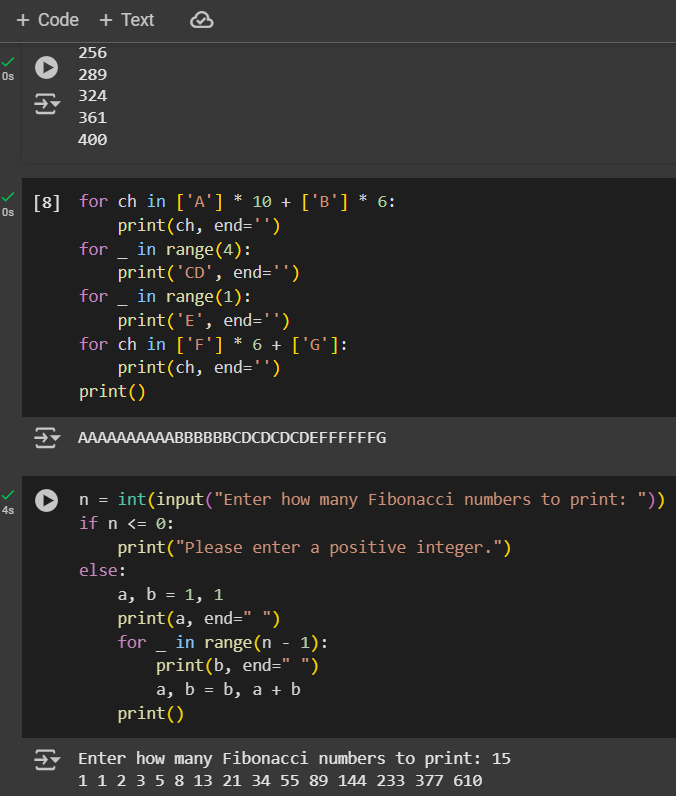 + Code + Text
256
0s
289
324
361
400
0s
[8] for ch in ['A'] * 10 + ['B'] * 6:
        print(ch, end='')
    for _ in range(4):
        print('CD', end='')
    for _ in range(1):
        print('E', end='')
    for ch in ['F'] * 6 + ['G']:
        print(ch, end='')
    print()
AAAAAAAAAABBBBBBCDCDCDCDEFFFFFFG
4s
n = int(input("Enter how many Fibonacci numbers to print: "))
if n <= 0:
    print("Please enter a positive integer.")
else:
    a, b = 1, 1
    print(a, end=" ")
    for _ in range(n - 1):
        print(b, end=" ")
        a, b = b, a + b
    print()
Enter how many Fibonacci numbers to print: 15
1 1 2 3 5 8 13 21 34 55 89 144 233 377 610